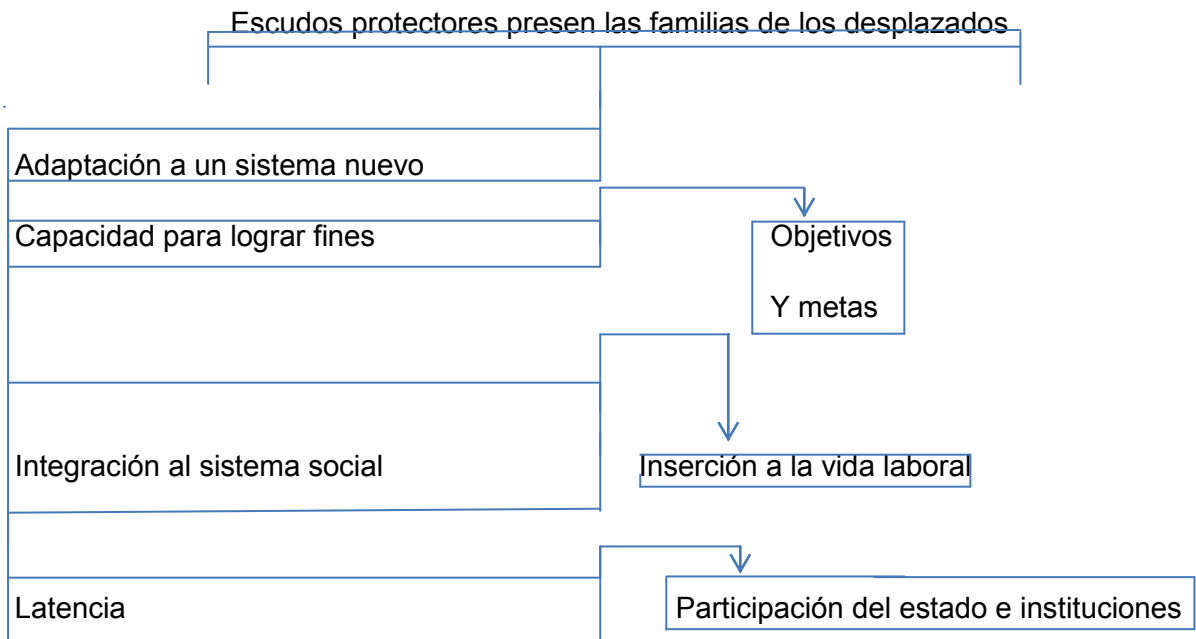 Escudos protectores presen las familias de los desplazados
Adaptación a un sistema nuevo
Capacidad para lograr fines
Objetivos
Y metas
Integración al sistema social
Inserción a la vida laboral
Latencia
Participación del estado e instituciones